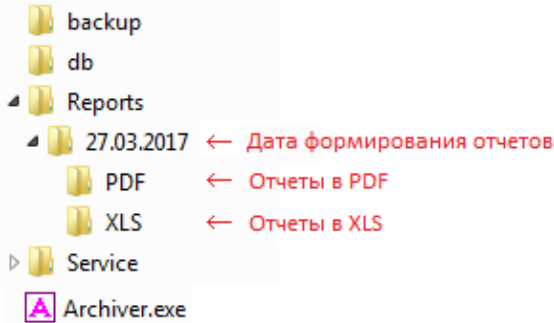 backup
db
Reports
27.03.2017 ← Дата формирования отчетов
PDF ← Отчеты в PDF
XLS ← Отчеты в XLS
Service
Archiver.exe